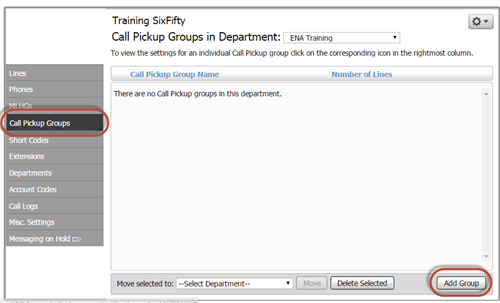 Training SixFifty
Call Pickup Groups in Department: ENA Training
To view the settings for an individual Call Pickup group click on the corresponding icon in the rightmost column.
Lines
Phones
MLHGs
Call Pickup Groups
Short Codes
Extensions
Departments
Account Codes
Call Logs
Misc. Settings
Messaging on Hold
Call Pickup Group Name Number of Lines
There are no Call Pickup groups in this department.
Move selected to: --Select Department-- Move Delete Selected Add Group